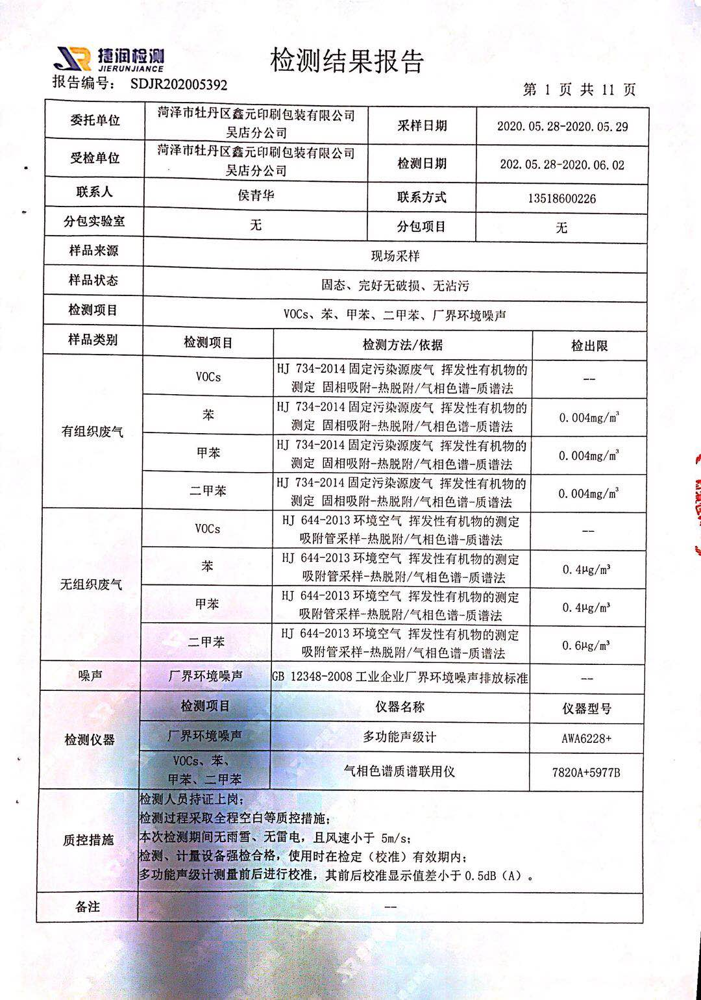 捷润检测
JIERUNJIANCE
检测结果报告
报告编号： SDJR202005392
第 1 页 共 11 页
委托单位
菏泽市牡丹区鑫元印刷包装有限公司
吴店分公司
采样日期
2020.05.28-2020.05.29
受检单位
菏泽市牡丹区鑫元印刷包装有限公司
吴店分公司
检测日期
202.05.28-2020.06.02
联系人
侯青华
联系方式
13518600226
分包实验室
无
分包项目
无
样品来源
现场采样
样品状态
固态、完好无破损、无沾污
检测项目
VOCs、苯、甲苯、二甲苯、厂界环境噪声
样品类别
检测项目
检测方法/依据
检出限
有组织废气
VOCs
HJ 734-2014 固定污染源废气 挥发性有机物的
测定 固相吸附-热脱附/气相色谱-质谱法
--
苯
HJ 734-2014 固定污染源废气 挥发性有机物的
测定 固相吸附-热脱附/气相色谱-质谱法
0.004mg/m³
甲苯
HJ 734-2014 固定污染源废气 挥发性有机物的
测定 固相吸附-热脱附/气相色谱-质谱法
0.004mg/m³
二甲苯
HJ 734-2014 固定污染源废气 挥发性有机物的
测定 固相吸附-热脱附/气相色谱-质谱法
0.004mg/m³
无组织废气
VOCs
HJ 644-2013 环境空气 挥发性有机物的测定
吸附管采样-热脱附/气相色谱-质谱法
--
苯
HJ 644-2013 环境空气 挥发性有机物的测定
吸附管采样-热脱附/气相色谱-质谱法
0.4μg/m³
甲苯
HJ 644-2013 环境空气 挥发性有机物的测定
吸附管采样-热脱附/气相色谱-质谱法
0.4μg/m³
二甲苯
HJ 644-2013 环境空气 挥发性有机物的测定
吸附管采样-热脱附/气相色谱-质谱法
0.6μg/m³
噪声
厂界环境噪声
GB 12348-2008 工业企业厂界环境噪声排放标准
--
检测仪器
检测项目
仪器名称
仪器型号
厂界环境噪声
多功能声级计
AWA6228+
VOCs、苯、
甲苯、二甲苯
气相色谱质谱联用仪
7820A+5977B
质控措施
检测人员持证上岗；
检测过程采取全程空白等质控措施；
本次检测期间无雨雪、无雷电，且风速小于 5m/s；
检测、计量设备强检合格，使用时在检定（校准）有效期内；
多功能声级计测量前后进行校准，其前后校准显示值差小于 0.5dB（A）。
备注
--